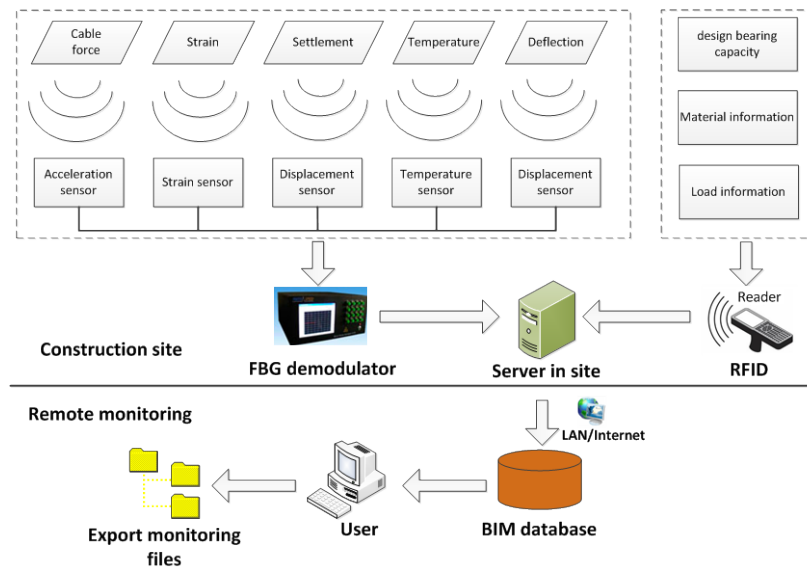 Cable
force
Strain
Settlement
Temperature
Deflection
design bearing
capacity
Material information
Load information
Acceleration
sensor
Strain sensor
Displacement
sensor
Temperature
sensor
Displacement
sensor
Reader
Construction site
FBG demodulator
Server in site
RFID
Remote monitoring
LAN/Internet
Export monitoring
files
User
BIM database